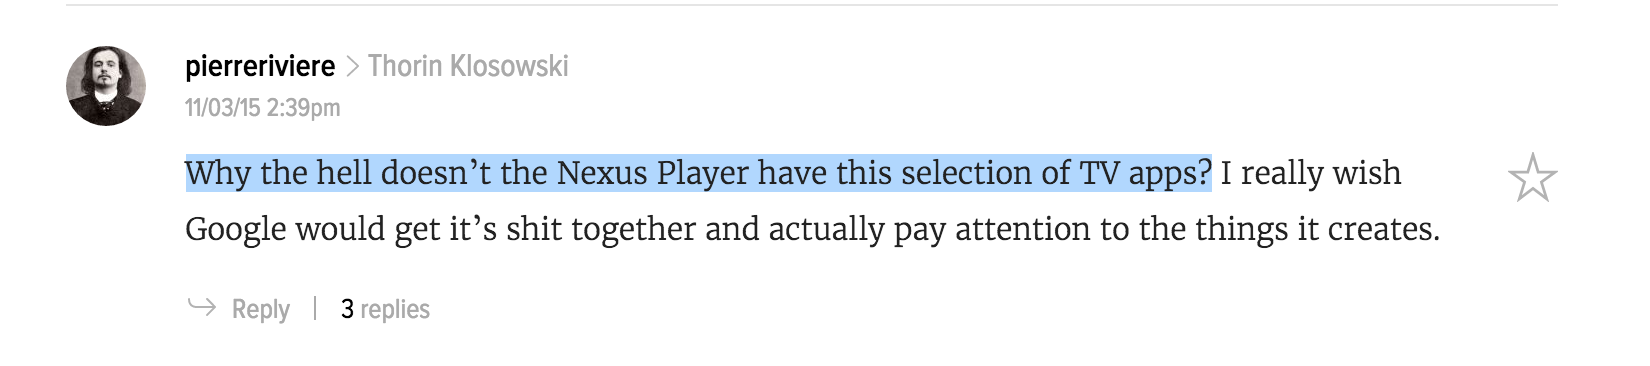 pierreriviere > Thorin Klosowski
11/03/15 2:39pm
Why the hell doesn’t the Nexus Player have this selection of TV apps? I really wish
Google would get it’s shit together and actually pay attention to the things it creates.
Reply | 3 replies